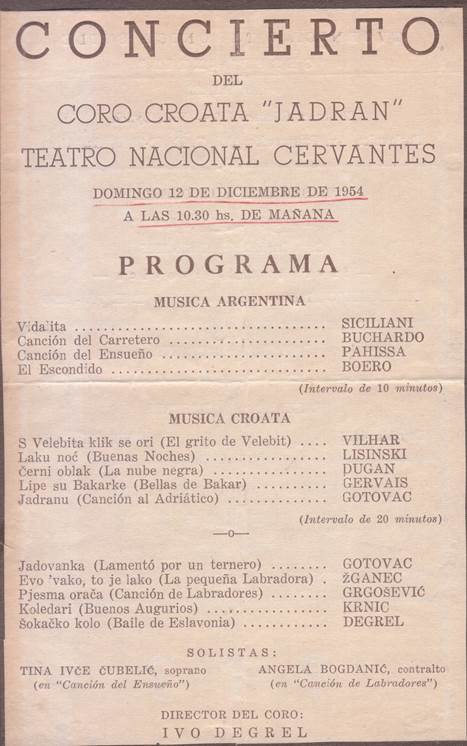 CONCIERTO
DEL
CORO CROATA "JADRAN"
TEATRO NACIONAL CERVANTES
DOMINGO 12 DE DICIEMBRE DE 1954
A LAS 10.30 hs. DE MAÑANA
PROGRAMA
MUSICA ARGENTINA
Vidalita ................................ SICILIANI
Canción del Carretero .................... BUCHARDO
Canción del Ensueño ...................... PAHISSA
El Escondido ............................ BOERO
(Intervalo de 10 minutos)
MUSICA CROATA
S Velebita klik se ori (El grito de Velebit) .... VILHAR
Laku noć (Buenas Noches) ................. LISINSKI
Černi oblak (La nube negra) ............... DUGAN
Lipe su Bakarke (Bellas de Bakar) .......... GERVAIS
Jadranu (Canción al Adriático) ............. GOTOVAC
(Intervalo de 20 minutos)
—o—
Jadovanka (Lamentó por un ternero) ........ GOTOVAC
Evo 'vako, to je lako (La pequeña Labradora) . ŽGANEC
Pjesma orača (Canción de Labradores) ....... GRGOŠEVIĆ
Koledari (Buenos Augurios) ................ KRNIC
Šokačko kolo (Baile de Eslavonia) .......... DEGREL
SOLISTAS:
TINA IVČE ČUBELIĆ, soprano ANGELA BOGDANIĆ, contralto
(en "Canción del Ensueño") (en "Canción de Labradores")
DIRECTOR DEL CORO:
IVO DEGREL